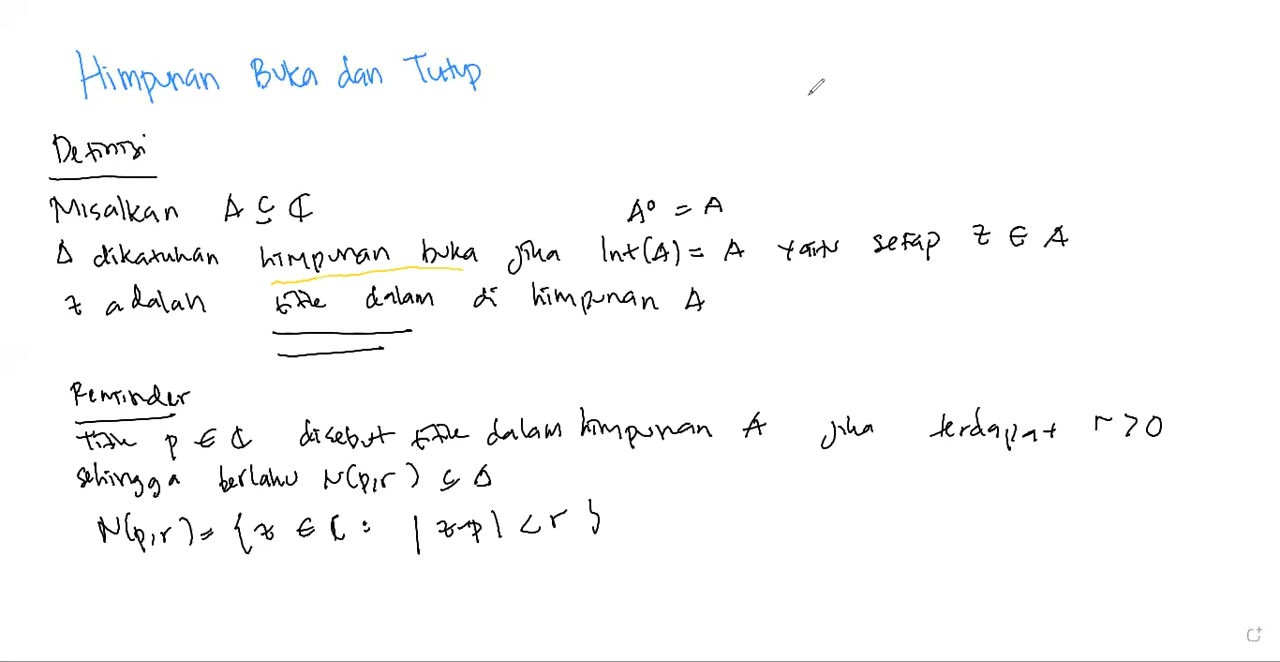 Himpunan Buka dan Tutup
Definisi
Misalkan A ⊆ ℂ
A° = A
A dikatakan himpunan buka jika Int(A) = A yaitu setiap z ∈ A
z adalah titik dalam di himpunan A
Reminder
titik p ∈ ℂ disebut titik dalam himpunan A jika terdapat r > 0
sehingga berlaku N(p,r) ⊆ A
N(p,r) = {z ∈ ℂ : |z-p| < r}